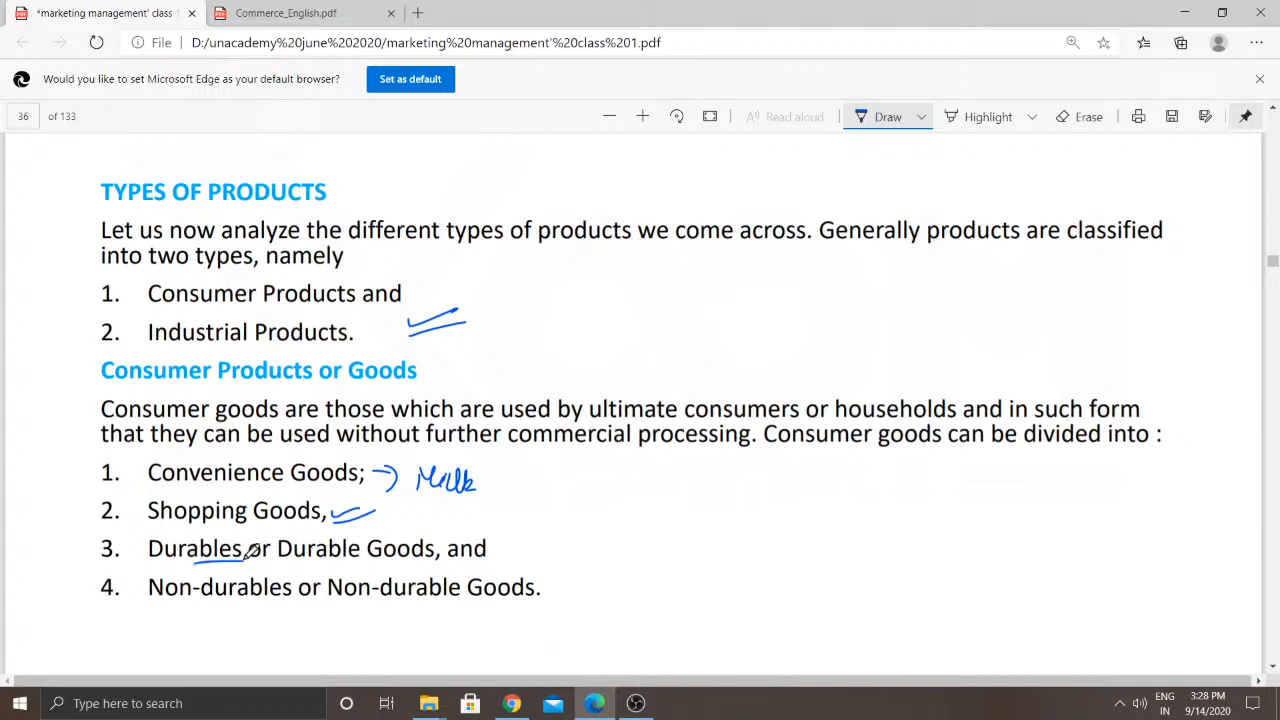 *marketing management' class
Commerce_English.pdf
File
D:/unacademy%20june%202020/marketing%20management'%20class%201.pdf
Would you like to set Microsoft Edge as your default browser?
Set as default
36 of 133
Read aloud
Draw
Highlight
Erase
TYPES OF PRODUCTS
Let us now analyze the different types of products we come across. Generally products are classified
into two types, namely
1. Consumer Products and
2. Industrial Products.
Consumer Products or Goods
Consumer goods are those which are used by ultimate consumers or households and in such form
that they can be used without further commercial processing. Consumer goods can be divided into :
1. Convenience Goods; → Milk
2. Shopping Goods,
3. Durables or Durable Goods, and
4. Non-durables or Non-durable Goods.
Type here to search
ENG
IN
3:28 PM
9/14/2020